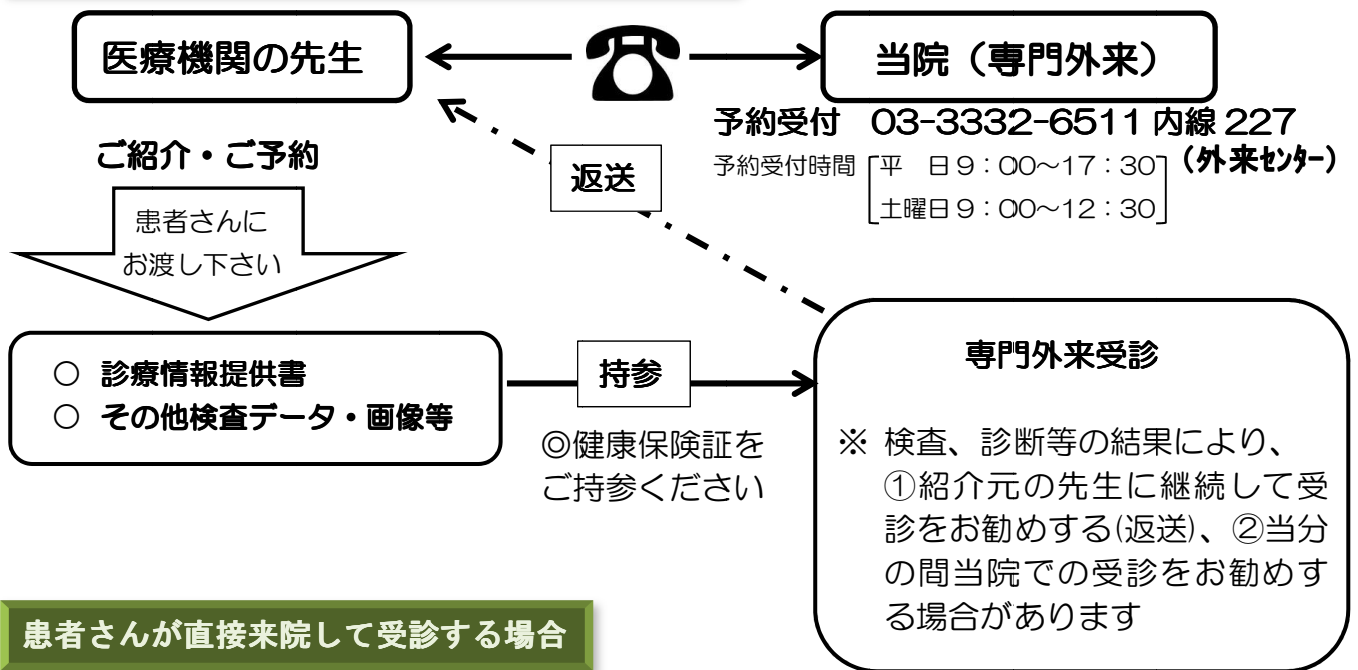 医療機関の先生
当院（専門外来）
予約受付　03-3332-6511 内線 227
（外来ｾﾝﾀｰ）
予約受付時間
平　日 9：00～17：30
土曜日 9：00～12：30
ご紹介・ご予約
返送
患者さんに
お渡し下さい
○ 診療情報提供書
○ その他検査データ・画像等
持参
◎健康保険証を
ご持参ください
専門外来受診
※ 検査、診断等の結果により、
①紹介元の先生に継続して受
診をお勧めする(返送)、②当分
の間当院での受診をお勧めす
る場合があります
患者さんが直接来院して受診する場合